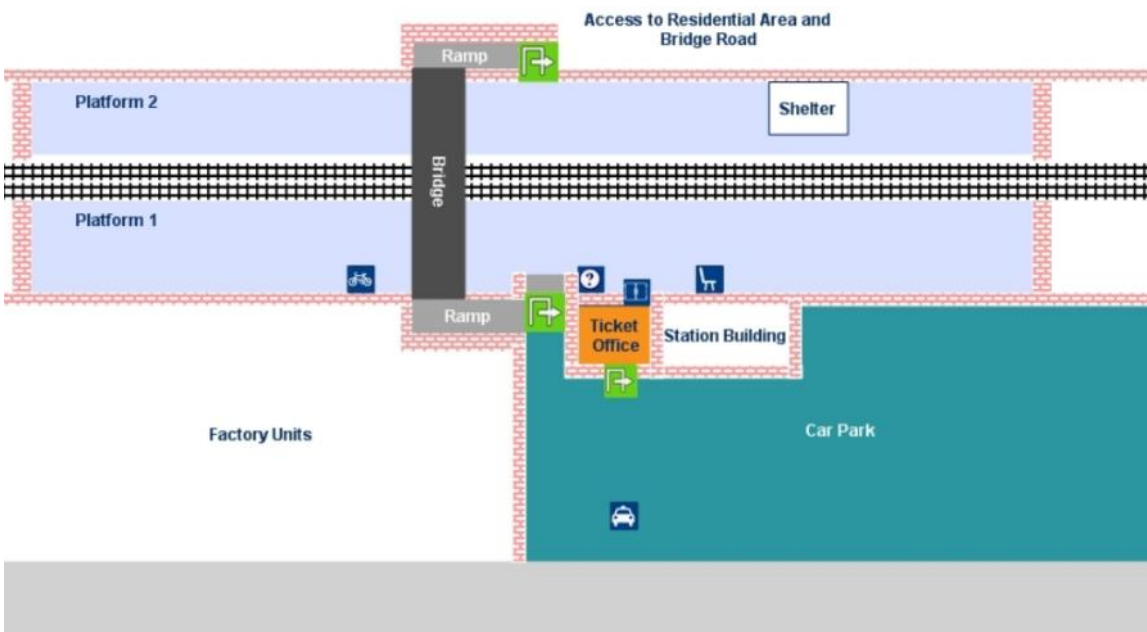 Access to Residential Area and
Bridge Road
Ramp
Platform 2
Shelter
Bridge
Platform 1
?
Ramp
Ticket
Office
Station Building
Factory Units
Car Park